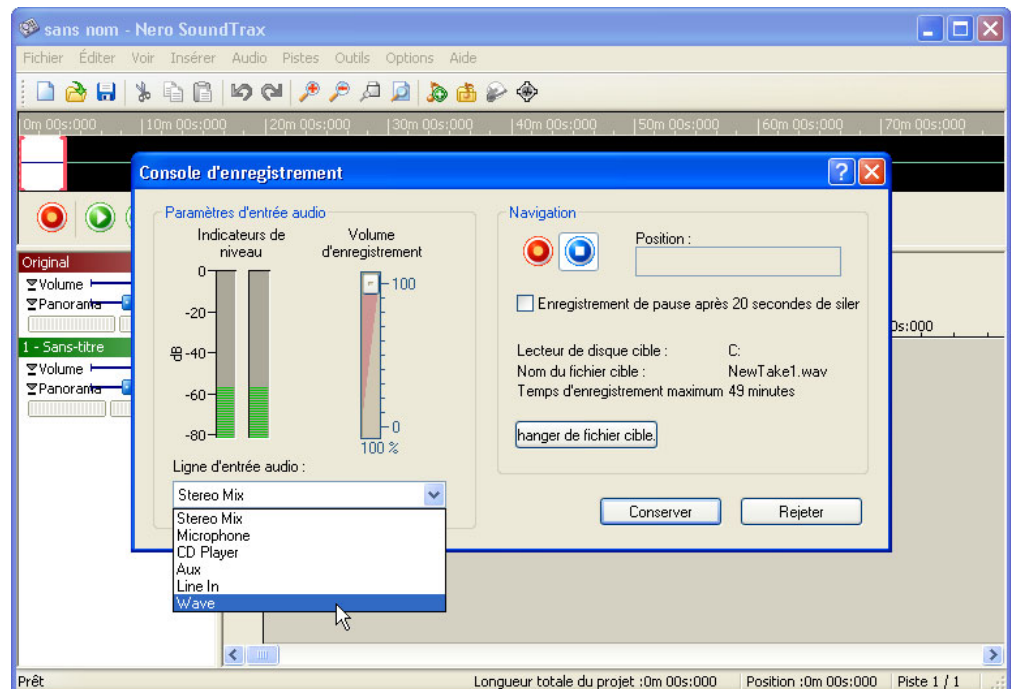 sans nom - Nero SoundTrax
Fichier Éditer Voir Insérer Audio Pistes Outils Options Aide
0m 00s:000 10m 00s:000 20m 00s:000 30m 00s:000 40m 00s:000 50m 00s:000 60m 00s:000 70m 00s:000
Console d'enregistrement
Paramètres d'entrée audio
Indicateurs de niveau
Volume d'enregistrement
0
-20
dB -40
-60
-80
100
0
100 %
Ligne d'entrée audio :
Stereo Mix
Stereo Mix
Microphone
CD Player
Aux
Line In
Wave
Navigation
Position :
Enregistrement de pause après 20 secondes de siler
Lecteur de disque cible : C:
Nom du fichier cible : NewTake1.wav
Temps d'enregistrement maximum 49 minutes
hanger de fichier cible.
Conserver Rejeter
Original
Volume
Panorama
1 - Sans-titre
Volume
Panorama
0s:000
Prêt
Longueur totale du projet :0m 00s:000 Position :0m 00s:000 Piste 1 / 1